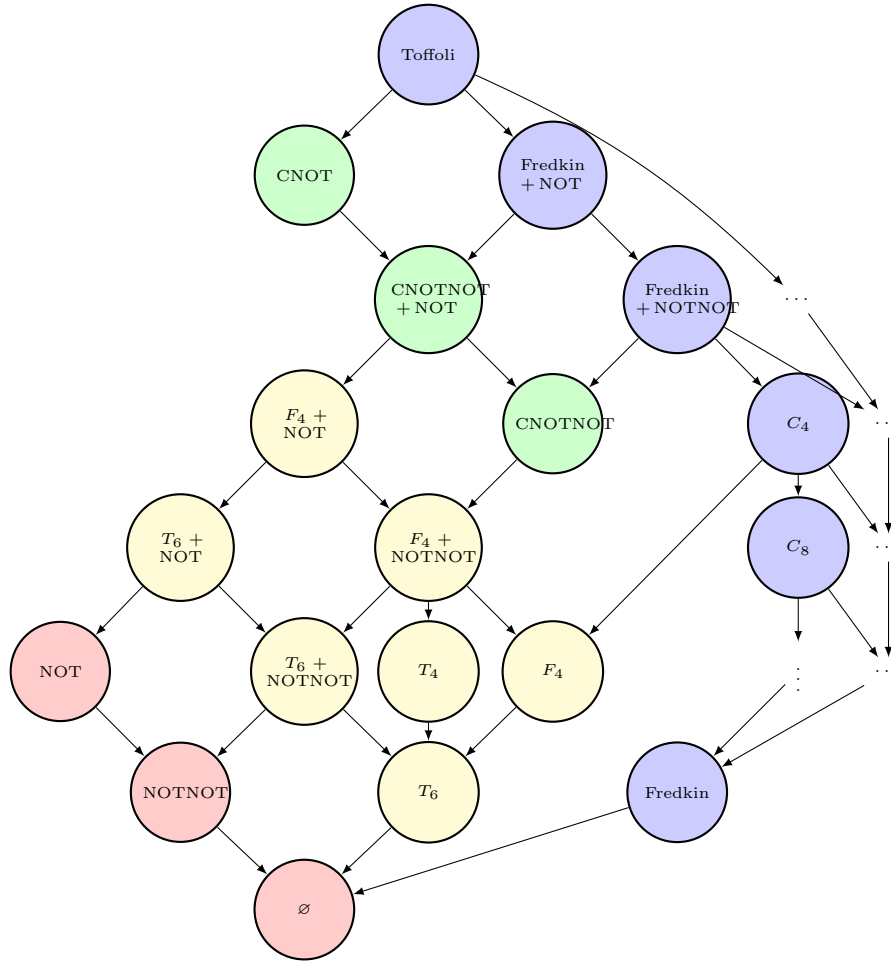 Toffoli
CNOT
Fredkin
+ NOT
CNOTNOT
+ NOT
Fredkin
+ NOTNOT
...
F₄ +
NOT
CNOTNOT
C₄
..
T₆ +
NOT
F₄ +
NOTNOT
C₈
..
NOT
T₆ +
NOTNOT
T₄
F₄
⋮
..
NOTNOT
T₆
Fredkin
∅